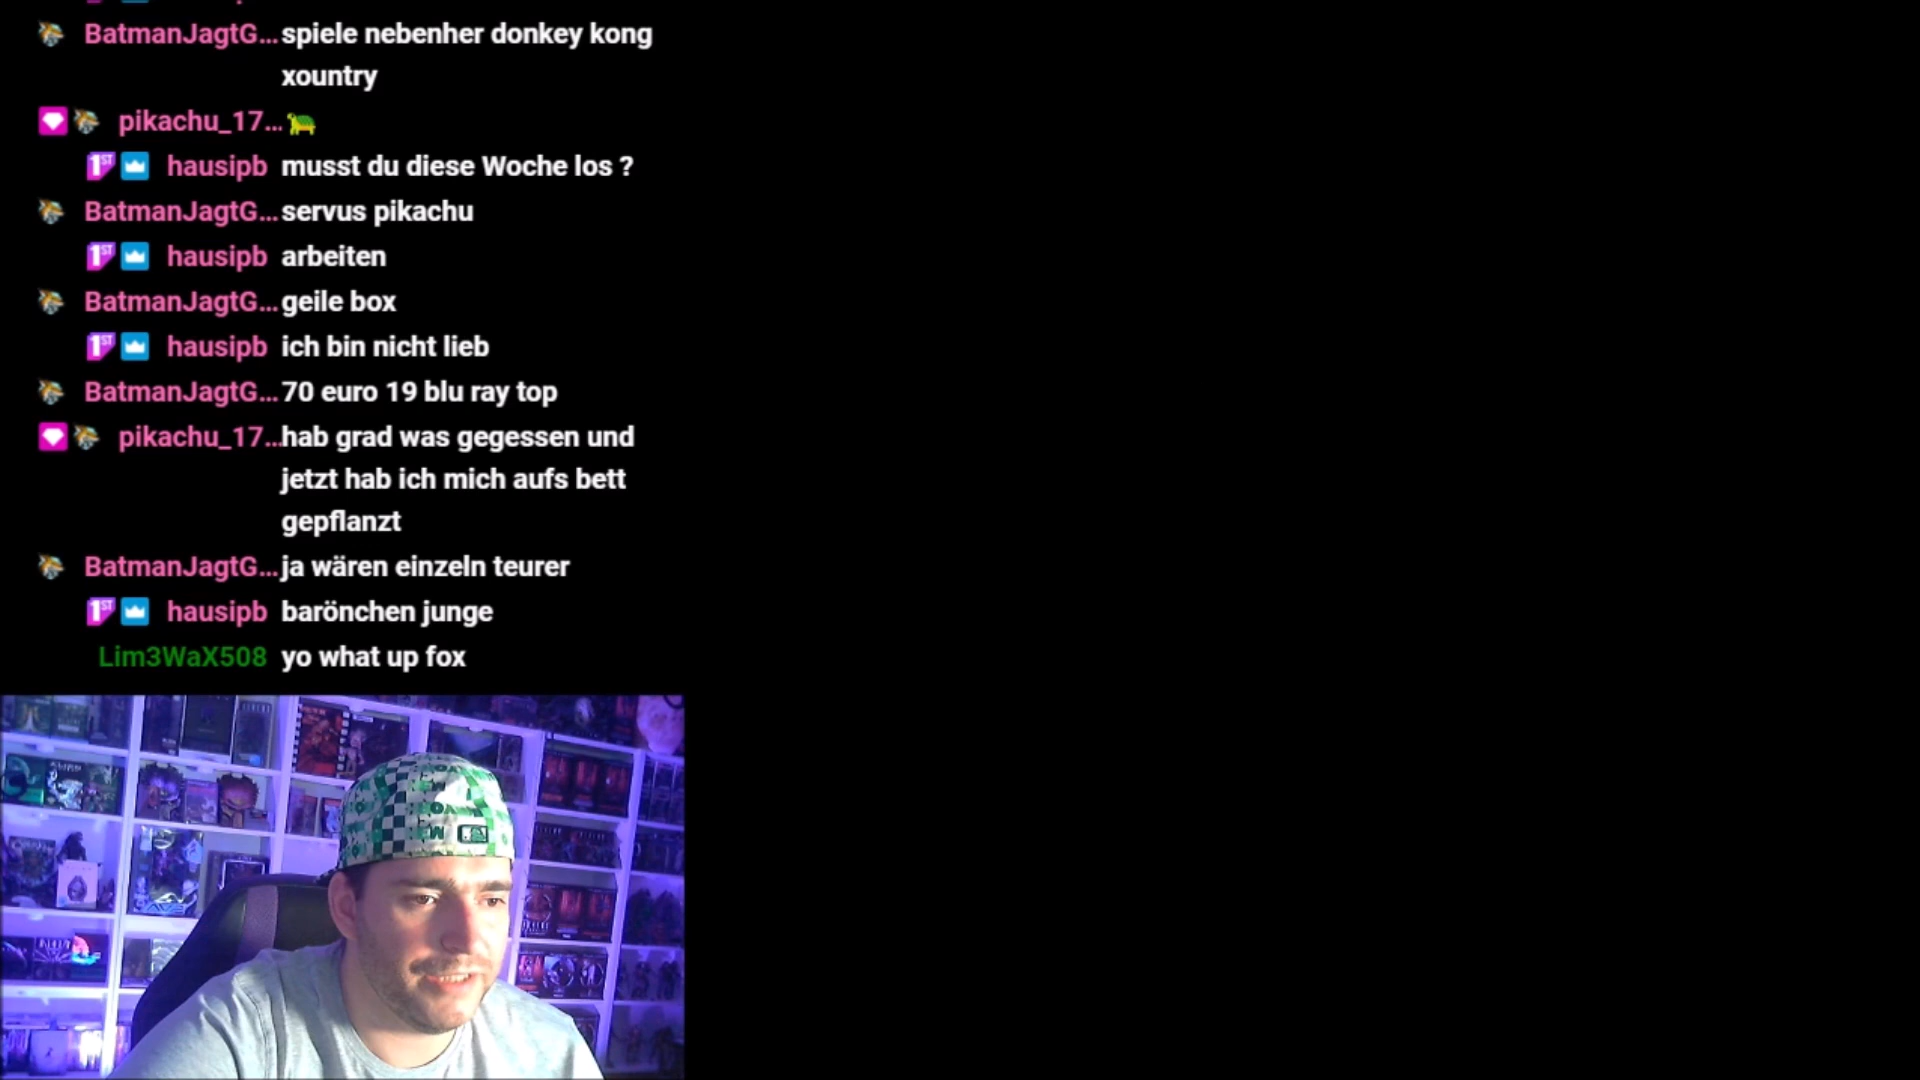 BatmanJagtG... spiele nebenher donkey kong
xountry
pikachu_17...
hausipb musst du diese Woche los ?
BatmanJagtG... servus pikachu
hausipb arbeiten
BatmanJagtG... geile box
hausipb ich bin nicht lieb
BatmanJagtG... 70 euro 19 blu ray top
pikachu_17... hab grad was gegessen und
jetzt hab ich mich aufs bett
gepflanzt
BatmanJagtG... ja wären einzeln teurer
hausipb barönchen junge
Lim3WaX508 yo what up fox